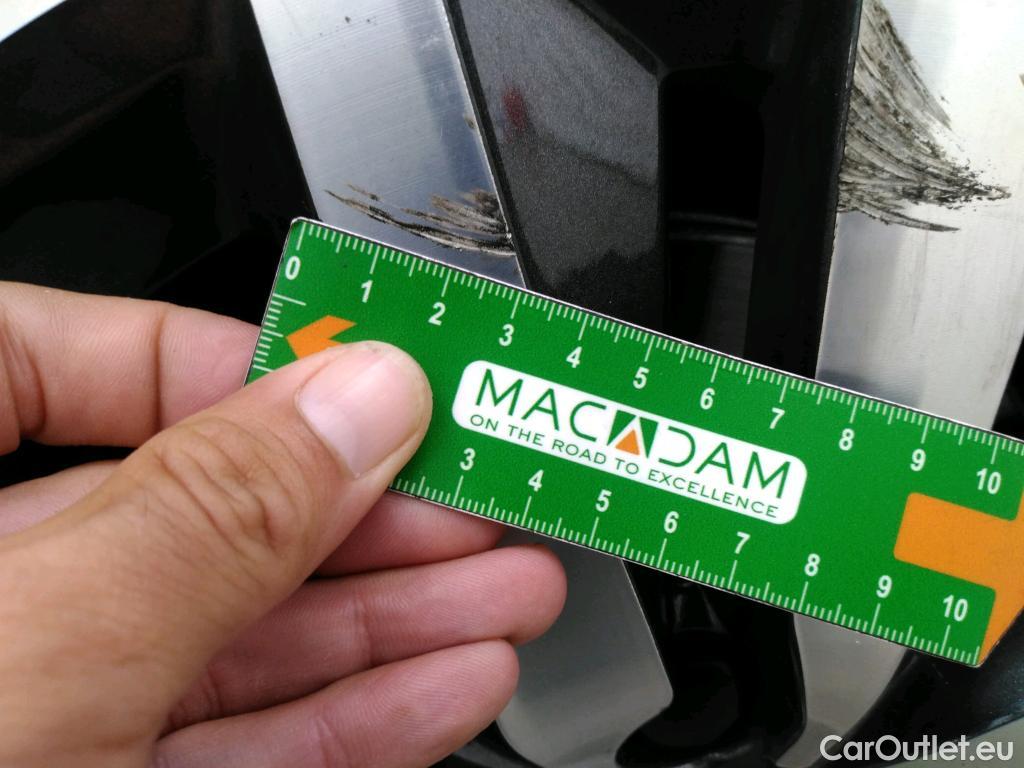 0 1 2 3 4 5 6 7 8 9 10
MACADAM
ON THE ROAD TO EXCELLENCE
3 4 5 6 7 8 9 10
CarOutlet.eu